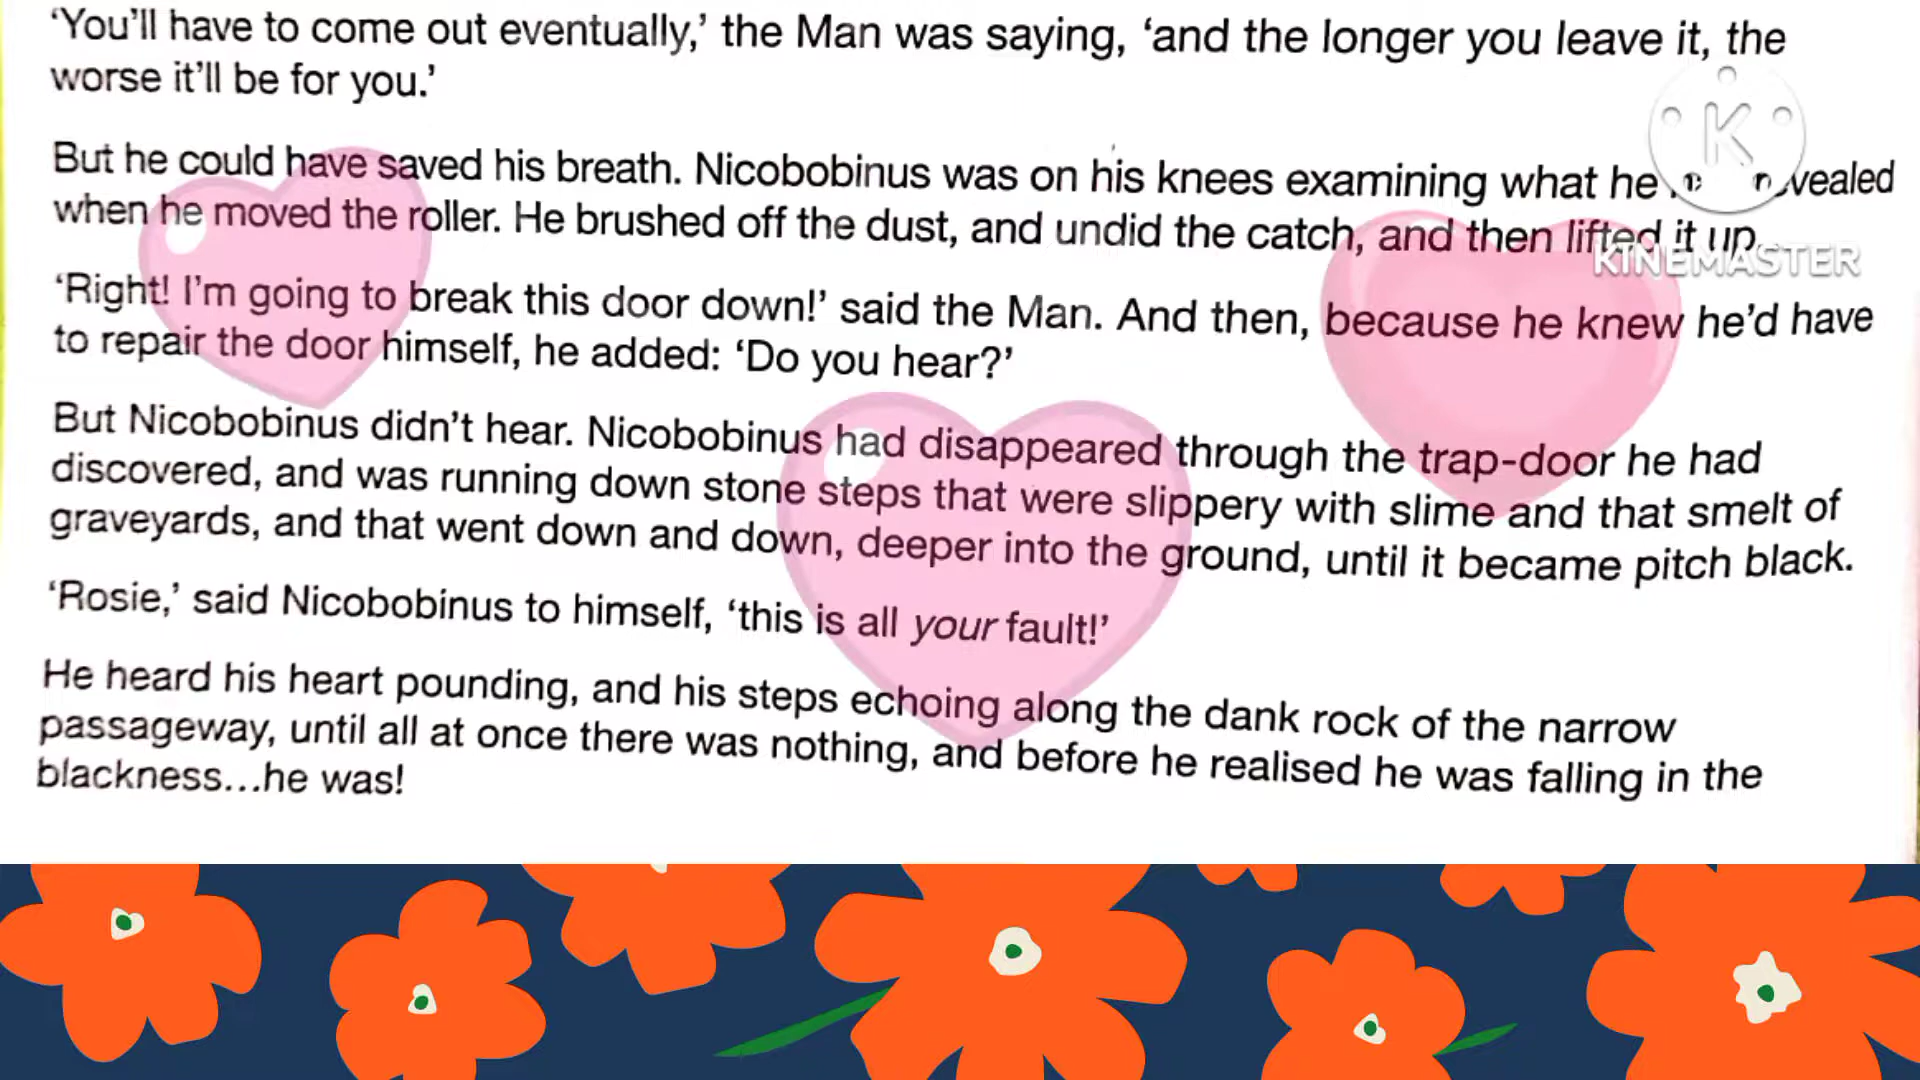 ‘You’ll have to come out eventually,’ the Man was saying, ‘and the longer you leave it, the
worse it’ll be for you.’
But he could have saved his breath. Nicobobinus was on his knees examining what he
when he moved the roller. He brushed off the dust, and undid the catch, and then lifted it up.
‘Right! I’m going to break this door down!’ said the Man. And then, because he knew he’d have
to repair the door himself, he added: ‘Do you hear?’
But Nicobobinus didn’t hear. Nicobobinus had disappeared through the trap-door he had
discovered, and was running down stone steps that were slippery with slime and that smelt of
graveyards, and that went down and down, deeper into the ground, until it became pitch black.
‘Rosie,’ said Nicobobinus to himself, ‘this is all your fault!’
He heard his heart pounding, and his steps echoing along the dank rock of the narrow
passageway, until all at once there was nothing, and before he realised he was falling in the
blackness...he was!
K
KINEMASTER